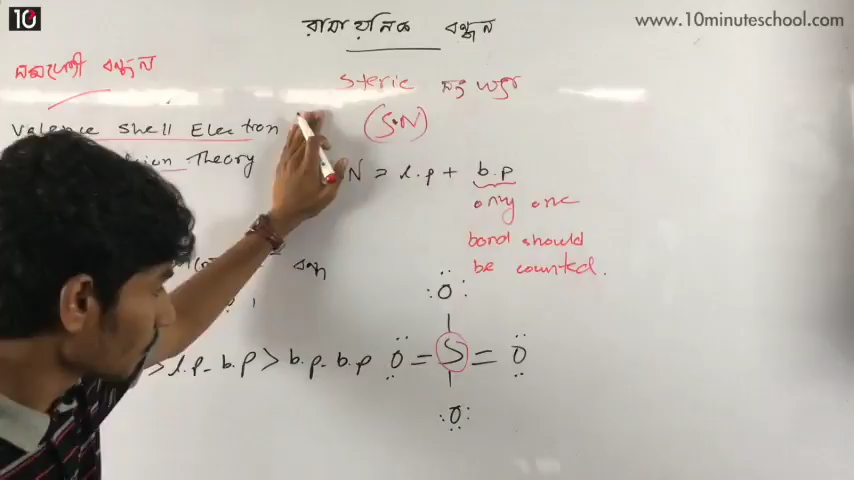 10
রাসায়নিক বন্ধন
www.10minuteschool.com
সমযোজী বন্ধন
Steric
(S.N)
Valence Shell Electron
Theory
N = l.p + b.p
only one
bond should
be counted.
:O:
> l.p - b.p > b.p - b.p
O = S = O
:O: